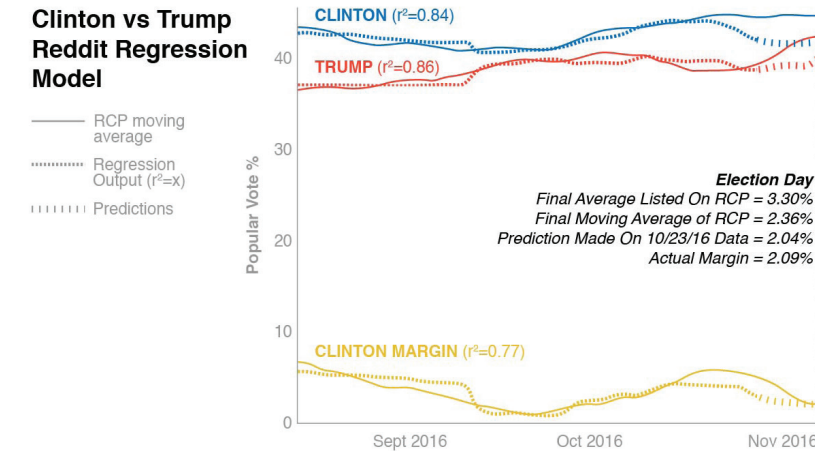 Clinton vs Trump
Reddit Regression
Model
RCP moving
average
Regression
Output (r²=x)
Predictions
Popular Vote %
40
30
20
10
0
CLINTON (r²=0.84)
TRUMP (r²=0.86)
Election Day
Final Average Listed On RCP = 3.30%
Final Moving Average of RCP = 2.36%
Prediction Made On 10/23/16 Data = 2.04%
Actual Margin = 2.09%
CLINTON MARGIN (r²=0.77)
Sept 2016
Oct 2016
Nov 2016